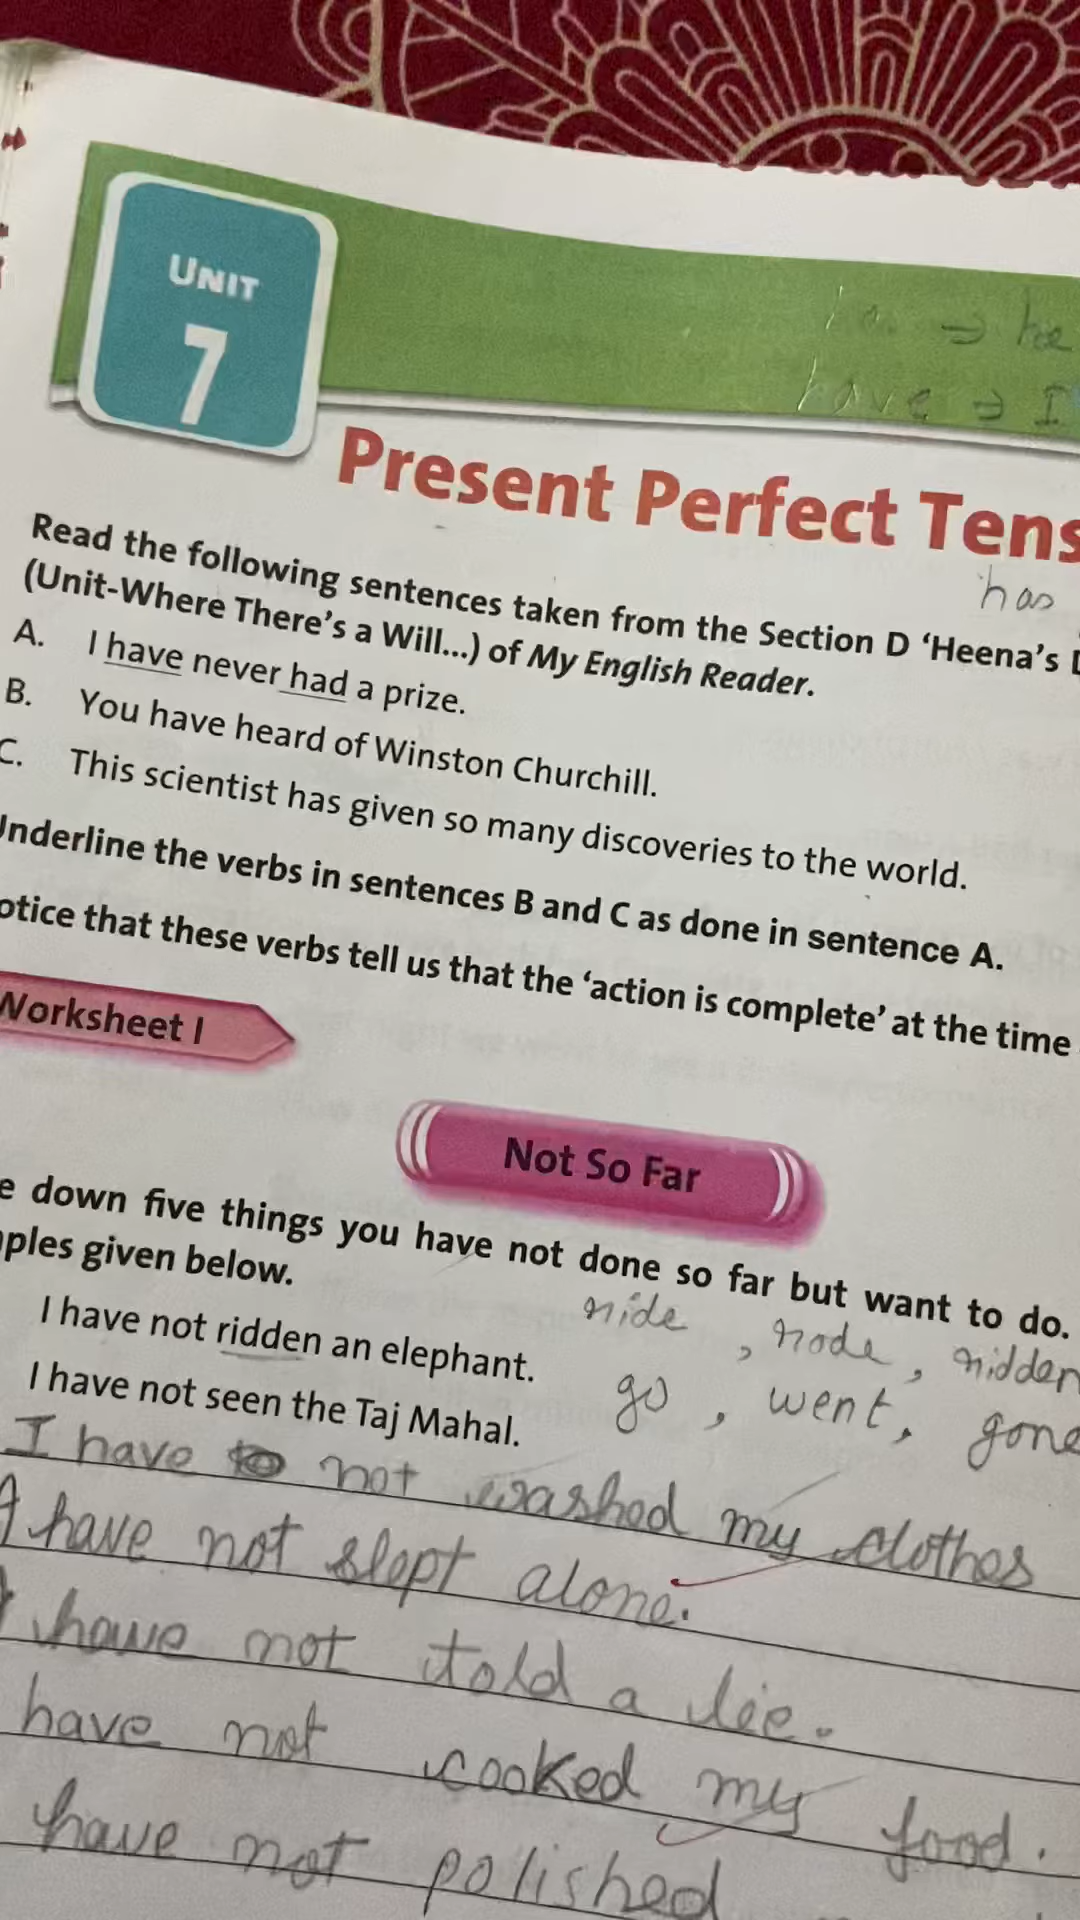 UNIT
7
have ⇒ I
Present Perfect Tens
has
Read the following sentences taken from the Section D ‘Heena’s
(Unit-Where There’s a Will...) of My English Reader.
A. I have never had a prize.
B. You have heard of Winston Churchill.
C. This scientist has given so many discoveries to the world.
Underline the verbs in sentences B and C as done in sentence A.
otice that these verbs tell us that the ‘action is complete’ at the time
Worksheet I
Not So Far
e down five things you have not done so far but want to do.
ples given below.
I have not ridden an elephant.
ride, rode, ridden
I have not seen the Taj Mahal.
go, went, gone
I have not washed my clothes
I have not slept alone.
I have not told a lie.
have not cooked my food.
have not polished